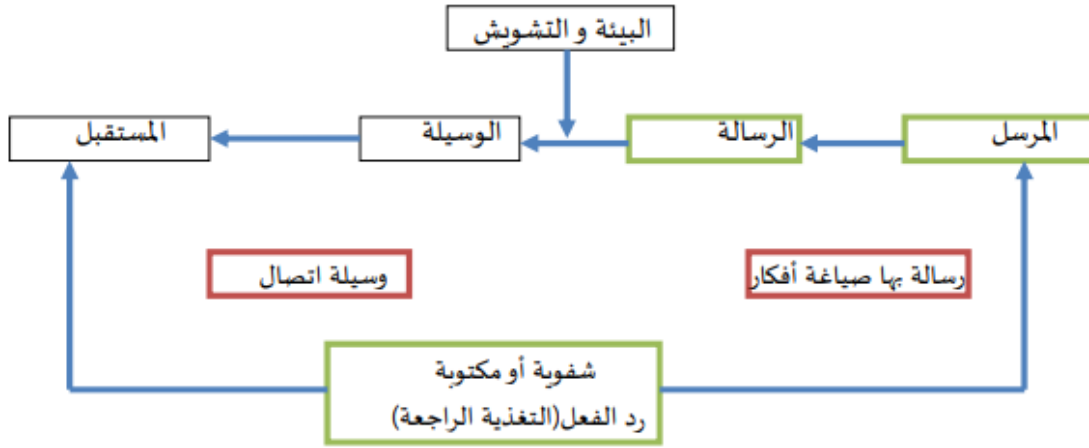 البيئة و التشويش
المرسل
الرسالة
الوسيلة
المستقبل
رسالة بها صياغة أفكار
وسيلة اتصال
شفوية أو مكتوبة
رد الفعل(التغذية الراجعة)